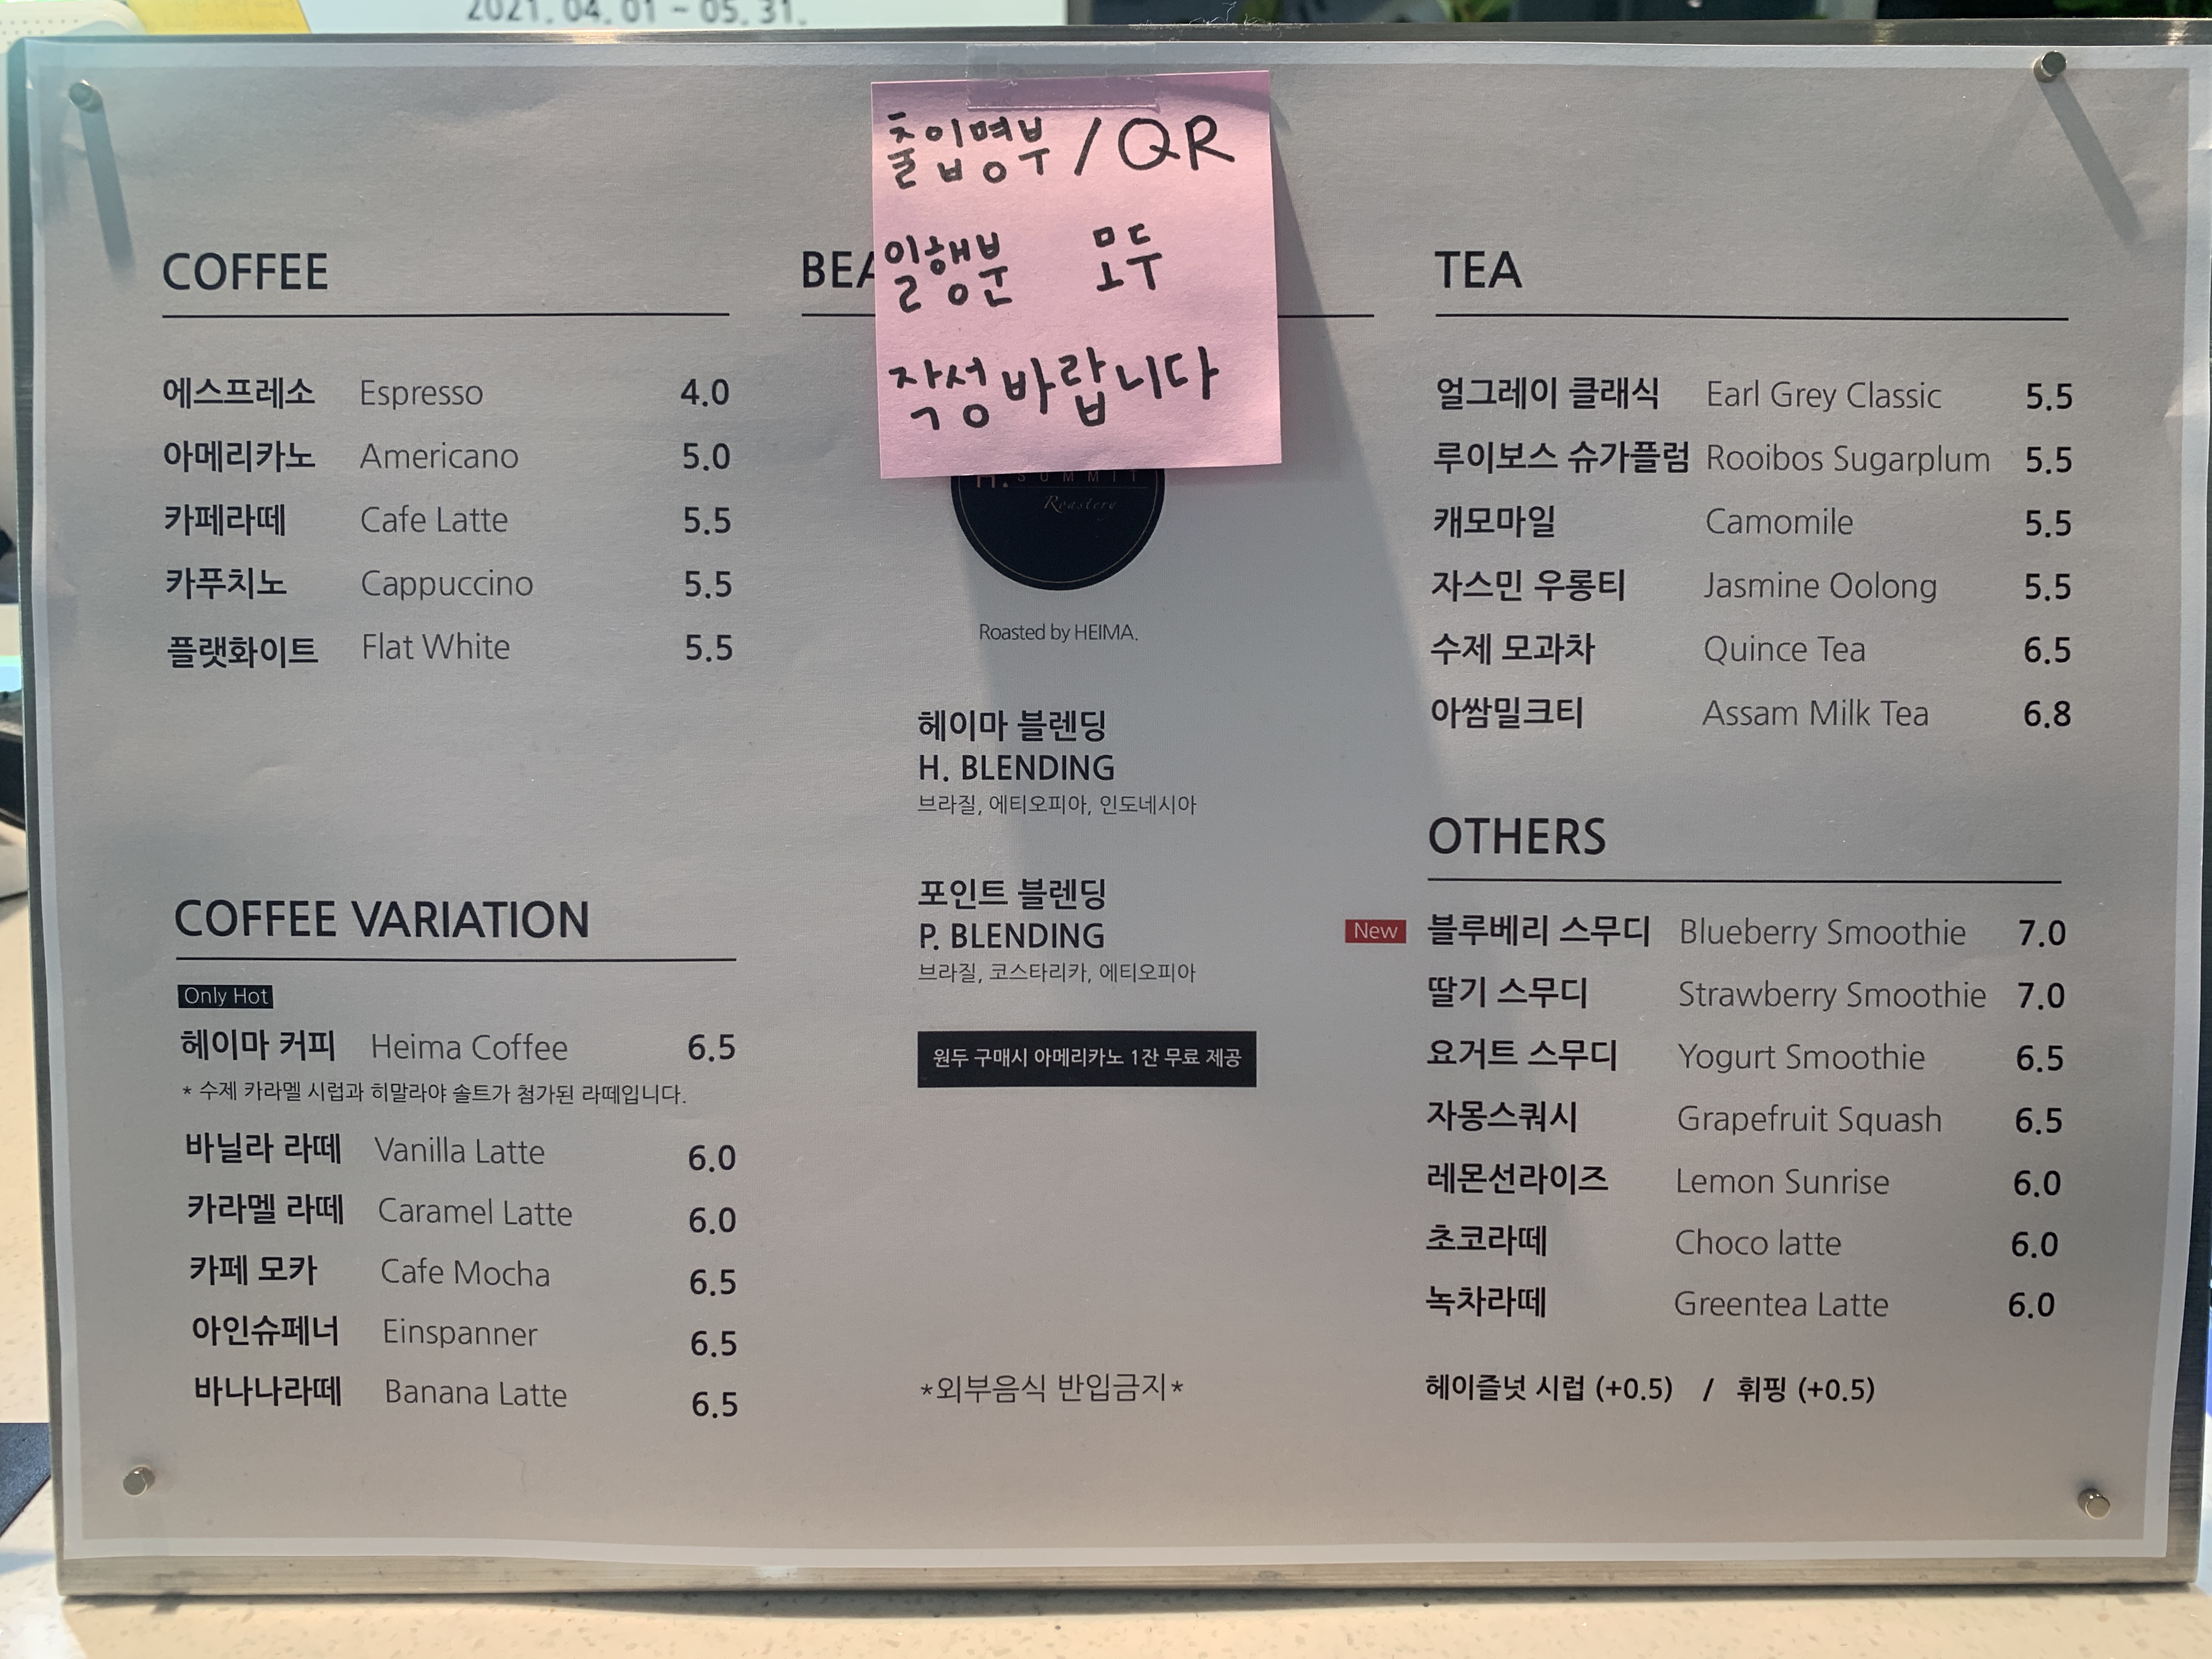 2021. 04. 01 ~ 05. 31.
출입명부 / QR
일행분 모두
작성바랍니다
COFFEE
에스프레소 Espresso 4.0
아메리카노 Americano 5.0
카페라떼 Cafe Latte 5.5
카푸치노 Cappuccino 5.5
플랫화이트 Flat White 5.5
COFFEE VARIATION
Only Hot
헤이마 커피 Heima Coffee 6.5
* 수제 카라멜 시럽과 히말라야 솔트가 첨가된 라떼입니다.
바닐라 라떼 Vanilla Latte 6.0
카라멜 라떼 Caramel Latte 6.0
카페 모카 Cafe Mocha 6.5
아인슈페너 Einspanner 6.5
바나나라떼 Banana Latte 6.5
H. SUMMIT
Roastery
Roasted by HEIMA.
헤이마 블렌딩
H. BLENDING
브라질, 에티오피아, 인도네시아
포인트 블렌딩
P. BLENDING
브라질, 코스타리카, 에티오피아
원두 구매시 아메리카노 1잔 무료 제공
*외부음식 반입금지*
TEA
얼그레이 클래식 Earl Grey Classic 5.5
루이보스 슈가플럼 Rooibos Sugarplum 5.5
캐모마일 Camomile 5.5
자스민 우롱티 Jasmine Oolong 5.5
수제 모과차 Quince Tea 6.5
아쌈밀크티 Assam Milk Tea 6.8
OTHERS
New 블루베리 스무디 Blueberry Smoothie 7.0
딸기 스무디 Strawberry Smoothie 7.0
요거트 스무디 Yogurt Smoothie 6.5
자몽스쿼시 Grapefruit Squash 6.5
레몬선라이즈 Lemon Sunrise 6.0
초코라떼 Choco latte 6.0
녹차라떼 Greentea Latte 6.0
헤이즐넛 시럽 (+0.5) / 휘핑 (+0.5)